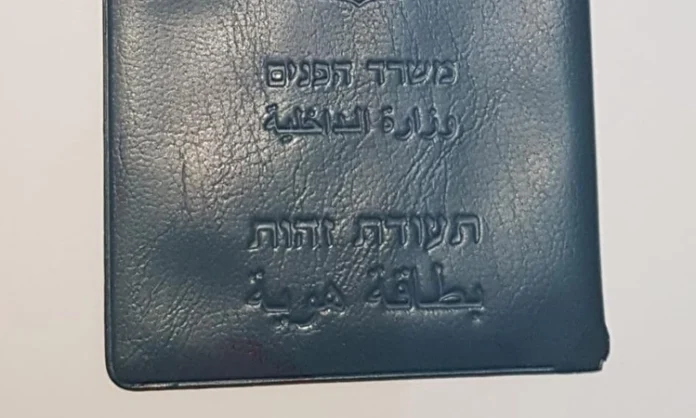 משרד הפנים
وزارة الداخلية
תעודת זהות
بطاقة هوية